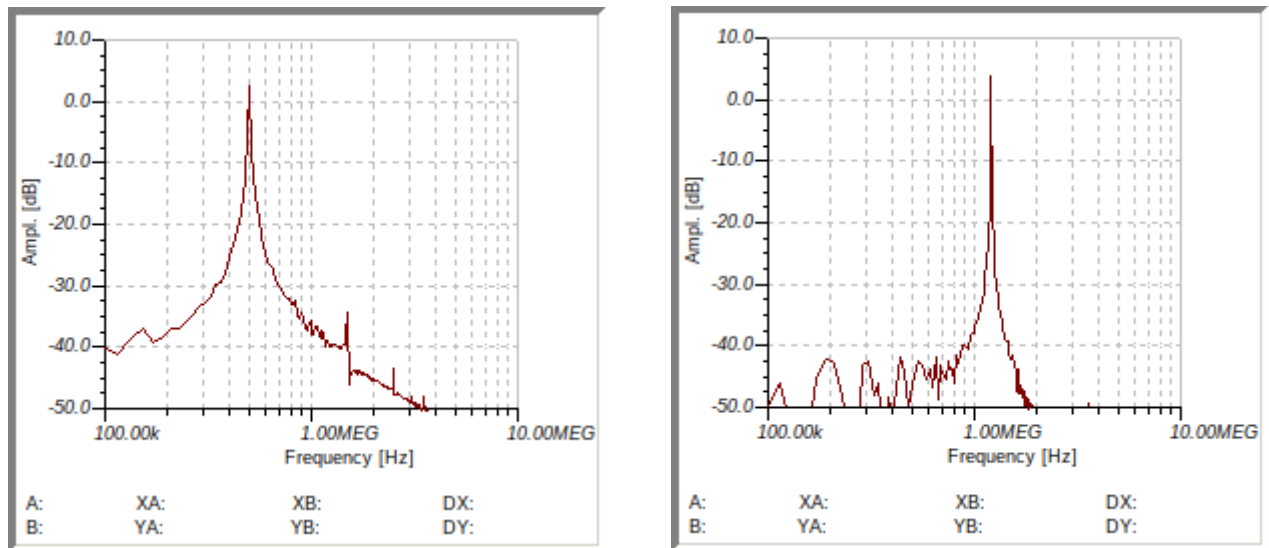 10.0
0.0
-10.0
-20.0
-30.0
-40.0
-50.0
Ampl. [dB]
100.00k 1.00MEG 10.00MEG
Frequency [Hz]
A: XA: XB: DX:
B: YA: YB: DY:
10.0
0.0
-10.0
-20.0
-30.0
-40.0
-50.0
Ampl. [dB]
100.00k 1.00MEG 10.00MEG
Frequency [Hz]
A: XA: XB: DX:
B: YA: YB: DY: